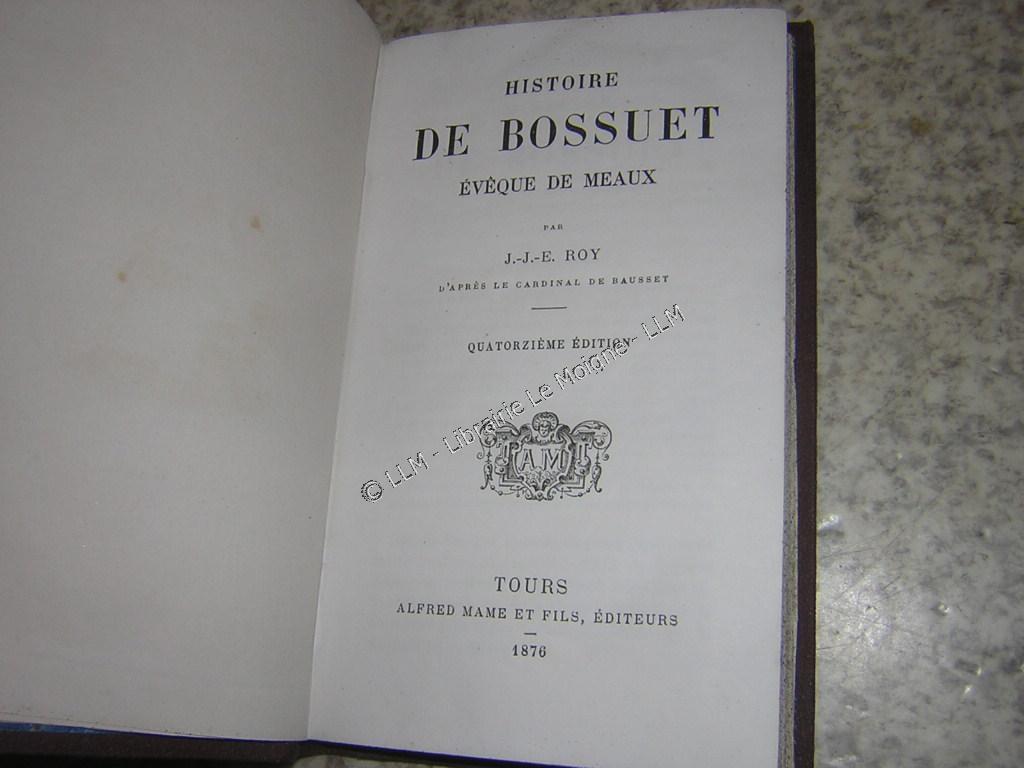 HISTOIRE
DE BOSSUET
ÉVÊQUE DE MEAUX
PAR
J.-J.-E. ROY
D'APRÈS LE CARDINAL DE BAUSSET
QUATORZIÈME ÉDITION
© LLM - Librairie Le Moigne - LLM
AM
TOURS
ALFRED MAME ET FILS, ÉDITEURS
1876